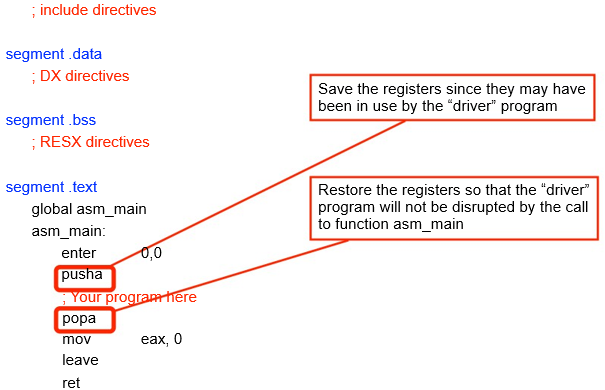 ; include directives
segment .data
; DX directives
Save the registers since they may have
been in use by the “driver” program
segment .bss
; RESX directives
segment .text
Restore the registers so that the “driver”
program will not be disrupted by the call
to function asm_main
global asm_main
asm_main:
enter 0,0
pusha
; Your program here
popa
mov eax, 0
leave
ret